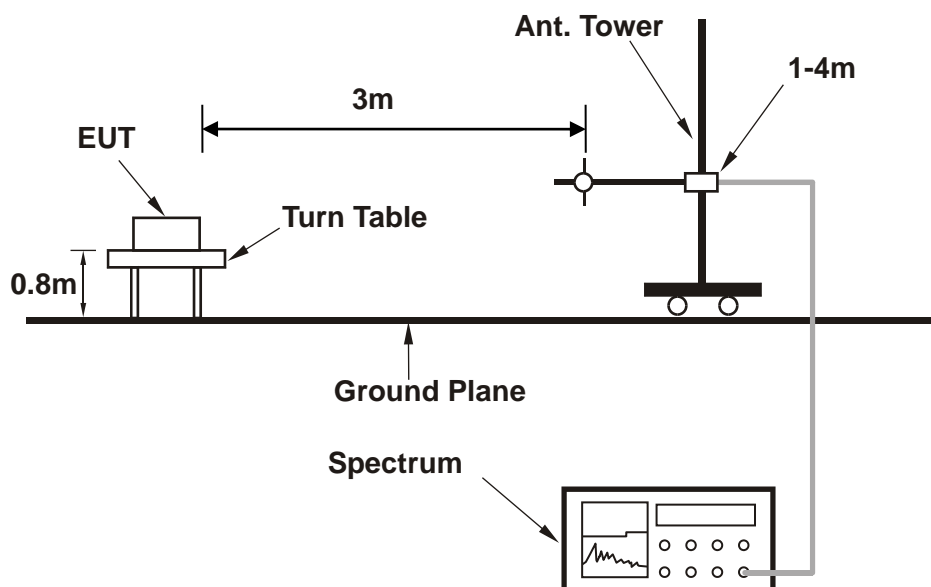 Ant. Tower
1-4m
3m
EUT
Turn Table
0.8m
Ground Plane
Spectrum